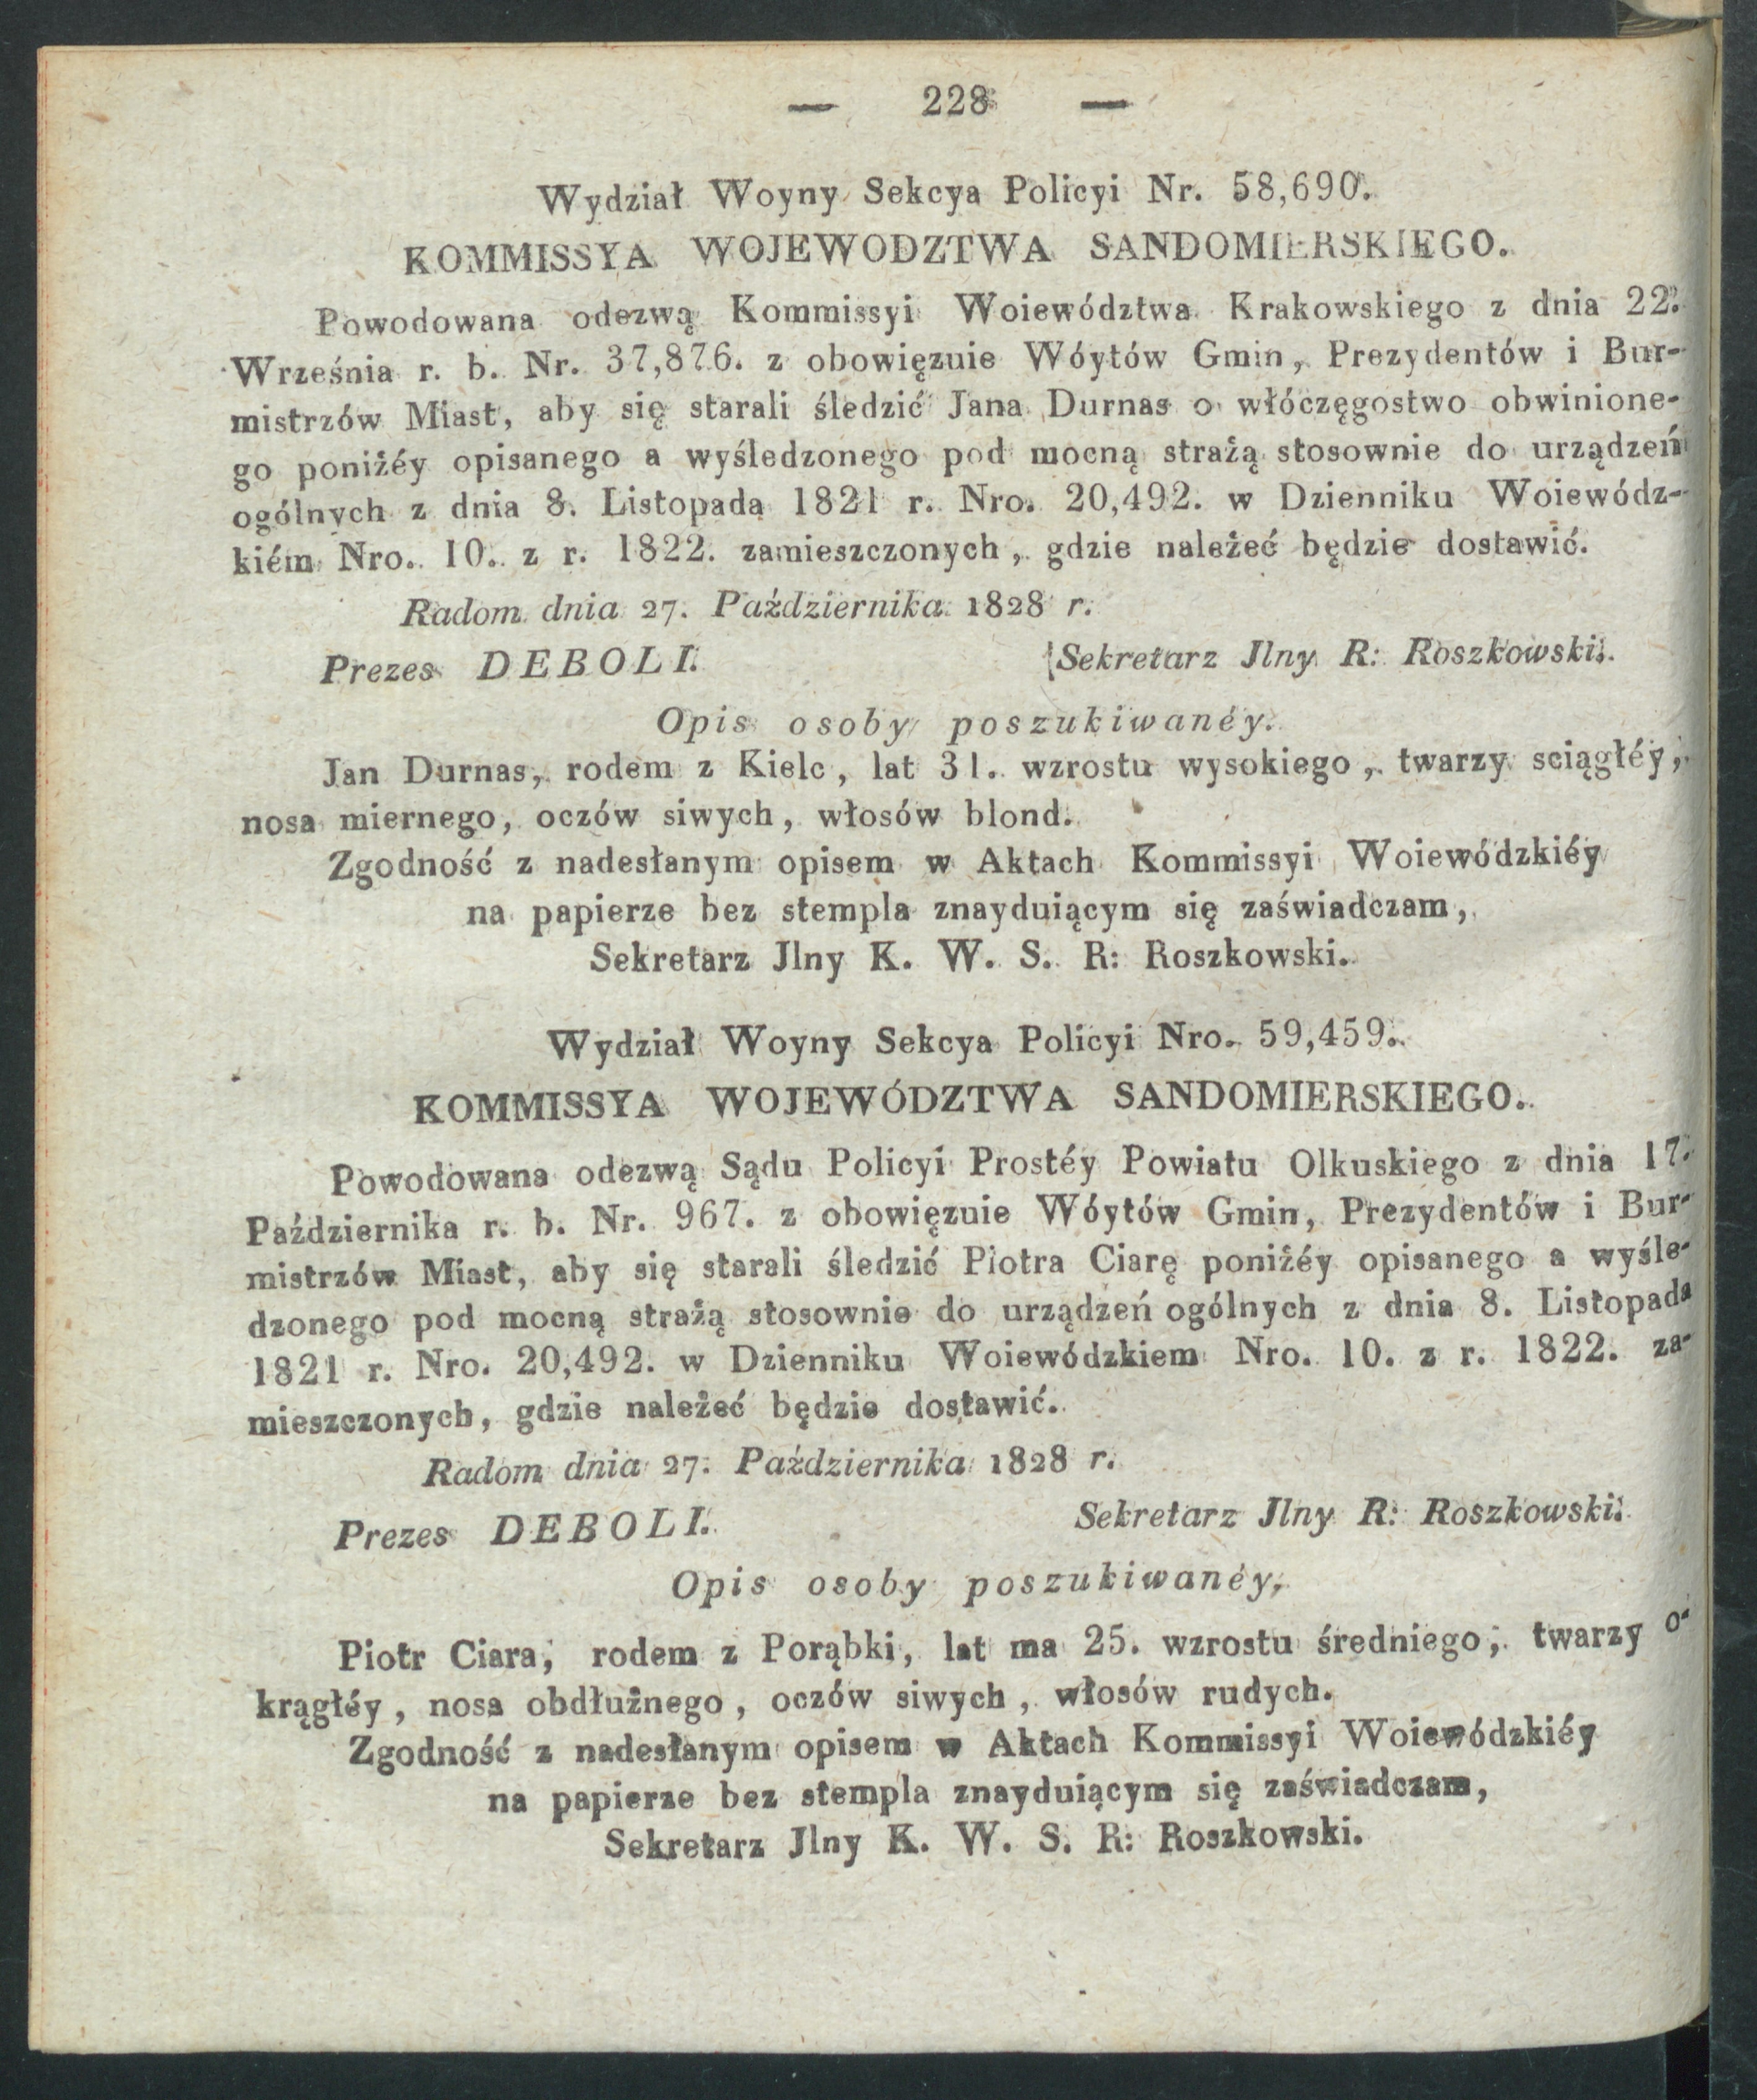 — 228 —
Wydział Woyny Sekcya Policyi Nr. 58,690.
KOMMISSYA WOJEWODZTWA SANDOMIERSKIEGO.
Powodowana odezwą Kommissyi Woiewództwa Krakowskiego z dnia 22.
Września r. b. Nr. 37,876. z obowięzuie Wóytów Gmin, Prezydentów i Bur-
mistrzów Miast, aby się starali śledzić Jana Durnas o włóczęgostwo obwinione-
go poniżéy opisanego a wyśledzonego pod mocną strażą stosownie do urządzeń
ogólnych z dnia 8. Listopada 1821 r. Nro. 20,492. w Dzienniku Woiewódz-
kiém Nro. 10. z r. 1822. zamieszczonych, gdzie należeć będzie dostawić.
Radom dnia 27. Października 1828 r.
Prezes DEBOLI. Sekretarz Jlny R: Roszkowski.
Opis osoby poszukiwanéy.
Jan Durnas, rodem z Kielc, lat 31. wzrostu wysokiego, twarzy sciągłéy,
nosa miernego, oczów siwych, włosów blond.
Zgodność z nadesłanym opisem w Aktach Kommissyi Woiewódzkiéy
na papierze bez stempla znayduiącym się zaświadczam,
Sekretarz Jlny K. W. S. R: Roszkowski.
Wydział Woyny Sekcya Policyi Nro. 59,459.
KOMMISSYA WOJEWÓDZTWA SANDOMIERSKIEGO.
Powodowana odezwą Sądu Policyi Prostéy Powiatu Olkuskiego z dnia 17.
Października r. b. Nr. 967. z obowięzuie Wóytów Gmin, Prezydentów i Bur-
mistrzów Miast, aby się starali śledzić Piotra Ciarę poniżéy opisanego a wyśle-
dzonego pod mocną strażą stosownie do urządzeń ogólnych z dnia 8. Listopada
1821 r. Nro. 20,492. w Dzienniku Woiewódzkiem Nro. 10. z r. 1822. za-
mieszczonych, gdzie należeć będzie dostawić.
Radom dnia 27. Października 1828 r.
Prezes DEBOLI. Sekretarz Jlny R: Roszkowski.
Opis osoby poszukiwanéy,
Piotr Ciara, rodem z Porąbki, lat ma 25. wzrostu średniego, twarzy o-
krągłéy, nosa obdłużnego, oczów siwych, włosów rudych.
Zgodność z nadesłanym opisem w Aktach Kommissyi Woiewódzkiéy
na papierze bez stempla znayduiącym się zaświadczam,
Sekretarz Jlny K. W. S. R: Roszkowski.